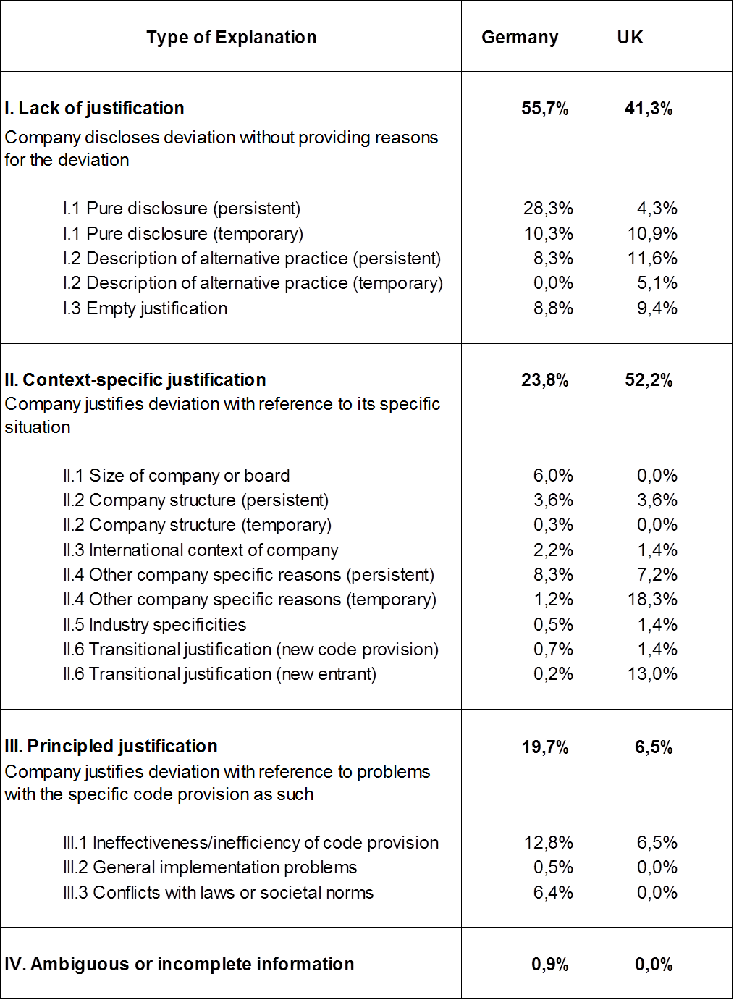 Type of Explanation Germany UK
I. Lack of justification 55,7% 41,3%
Company discloses deviation without providing reasons
for the deviation
I.1 Pure disclosure (persistent) 28,3% 4,3%
I.1 Pure disclosure (temporary) 10,3% 10,9%
I.2 Description of alternative practice (persistent) 8,3% 11,6%
I.2 Description of alternative practice (temporary) 0,0% 5,1%
I.3 Empty justification 8,8% 9,4%
II. Context-specific justification 23,8% 52,2%
Company justifies deviation with reference to its specific
situation
II.1 Size of company or board 6,0% 0,0%
II.2 Company structure (persistent) 3,6% 3,6%
II.2 Company structure (temporary) 0,3% 0,0%
II.3 International context of company 2,2% 1,4%
II.4 Other company specific reasons (persistent) 8,3% 7,2%
II.4 Other company specific reasons (temporary) 1,2% 18,3%
II.5 Industry specificities 0,5% 1,4%
II.6 Transitional justification (new code provision) 0,7% 1,4%
II.6 Transitional justification (new entrant) 0,2% 13,0%
III. Principled justification 19,7% 6,5%
Company justifies deviation with reference to problems
with the specific code provision as such
III.1 Ineffectiveness/inefficiency of code provision 12,8% 6,5%
III.2 General implementation problems 0,5% 0,0%
III.3 Conflicts with laws or societal norms 6,4% 0,0%
IV. Ambiguous or incomplete information 0,9% 0,0%